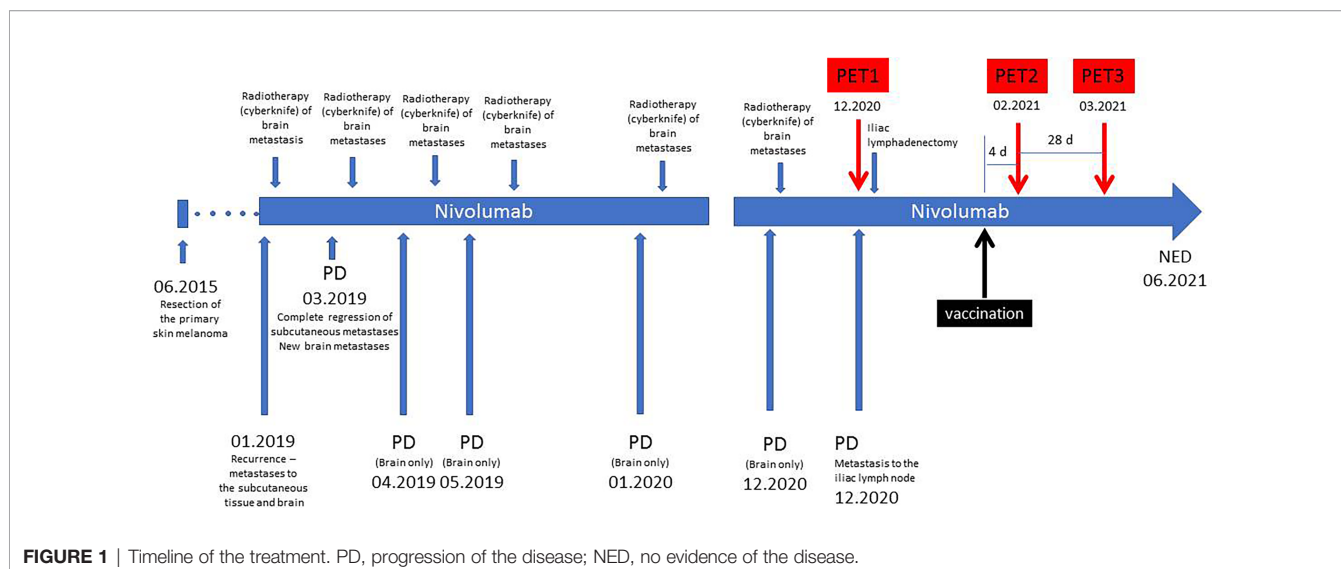 PET1
12.2020
PET2
02.2021
PET3
03.2021
Radiotherapy
(cyberknife) of
brain
metastasis
Radiotherapy
(cyberknife) of
brain
metastases
Radiotherapy
(cyberknife) of
brain
metastases
Radiotherapy
(cyberknife) of
brain
metastases
Radiotherapy
(cyberknife) of
brain
metastases
Radiotherapy
(cyberknife) of
brain
metastases
Iliac
lymphadenectomy
4 d
28 d
Nivolumab
Nivolumab
06.2015
Resection of
the primary
skin melanoma
PD
03.2019
Complete regression of
subcutaneous metastases
New brain metastases
NED
06.2021
vaccination
01.2019
Recurrence –
metastases to
the subcutaneous
tissue and brain
PD
(Brain only)
04.2019
PD
(Brain only)
05.2019
PD
(Brain only)
01.2020
PD
(Brain only)
12.2020
PD
Metastasis to the
iliac lymph node
12.2020
FIGURE 1 | Timeline of the treatment. PD, progression of the disease; NED, no evidence of the disease.